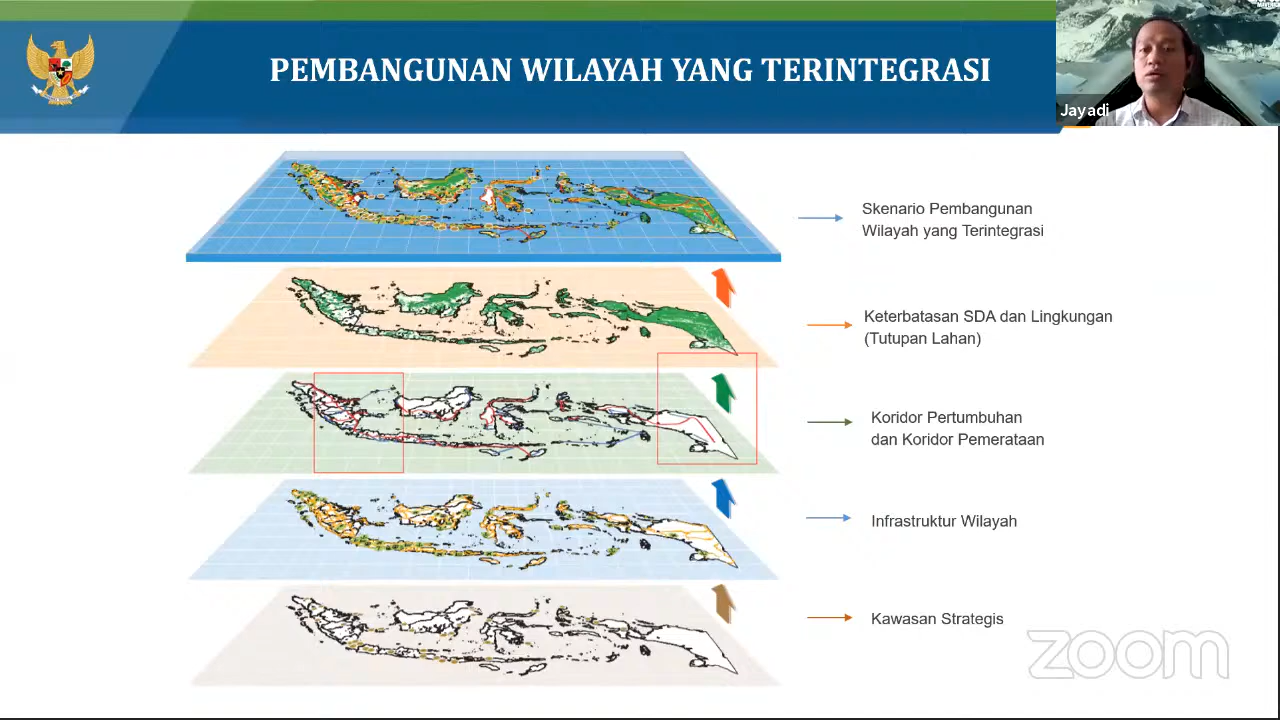 PEMBANGUNAN WILAYAH YANG TERINTEGRASI
Jayadi
Skenario Pembangunan
Wilayah yang Terintegrasi
Keterbatasan SDA dan Lingkungan
(Tutupan Lahan)
Koridor Pertumbuhan
dan Koridor Pemerataan
Infrastruktur Wilayah
Kawasan Strategis
zoom